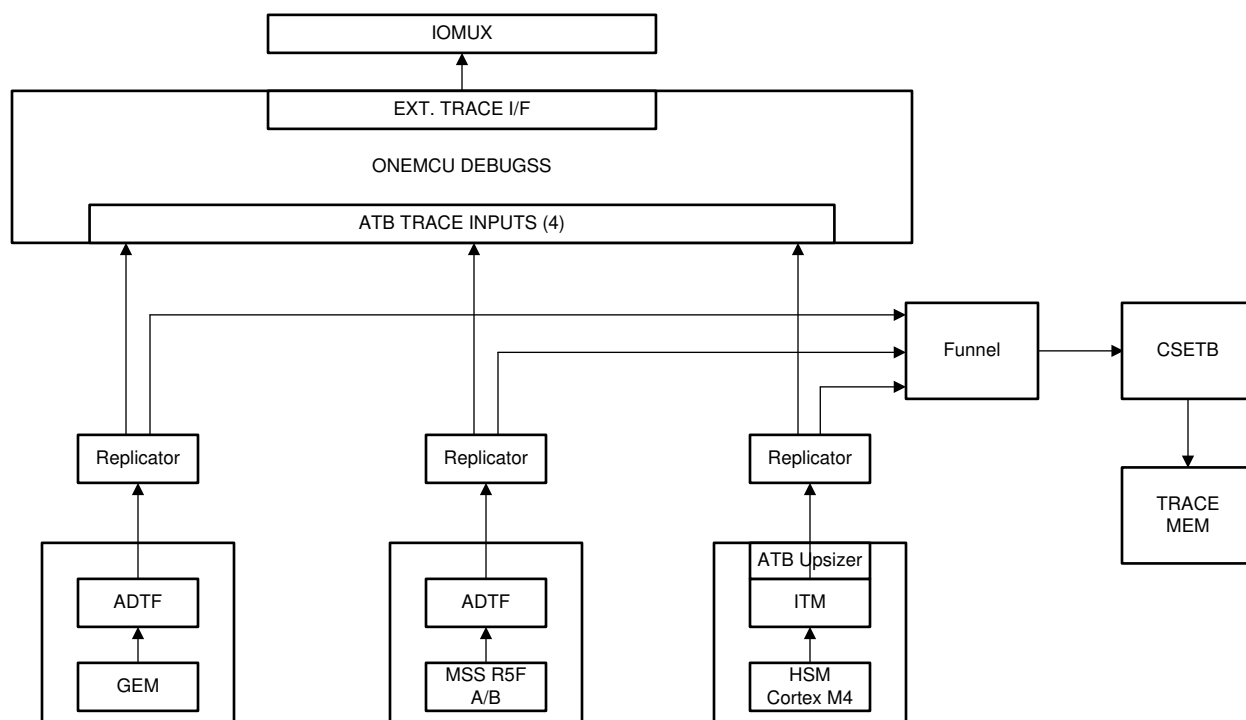 IOMUX
EXT. TRACE I/F
ONEMCU DEBUGSS
ATB TRACE INPUTS (4)
Funnel
CSETB
Replicator
Replicator
Replicator
TRACE
MEM
ATB Upsizer
ADTF
ADTF
ITM
GEM
MSS R5F
A/B
HSM
Cortex M4